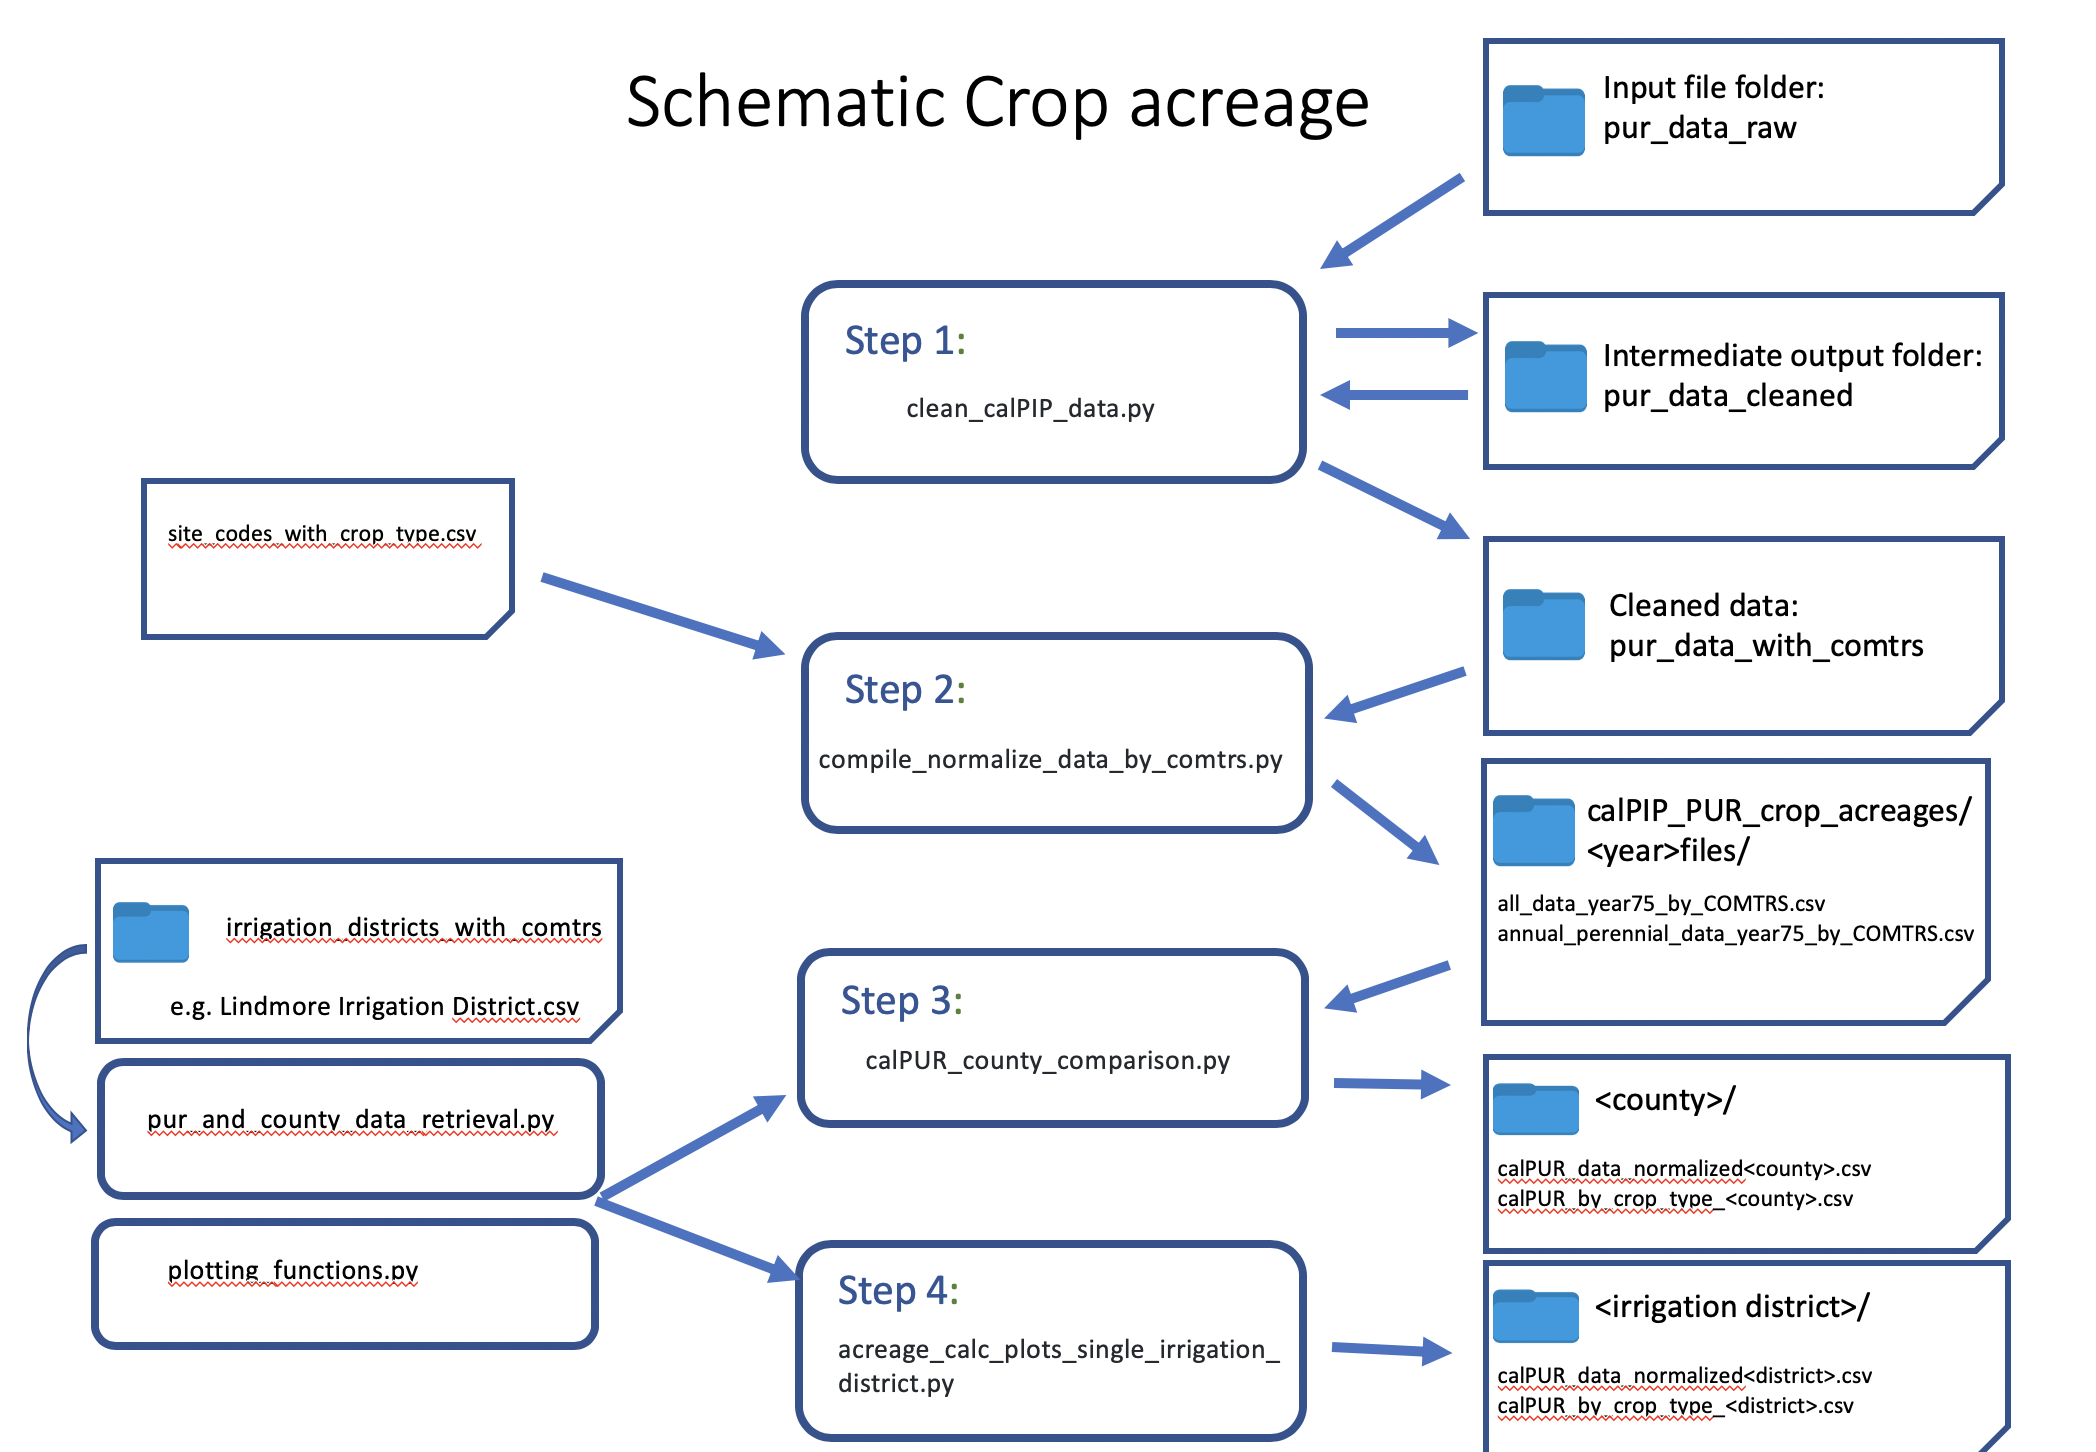 Schematic Crop acreage
Input file folder:
pur_data_raw
Step 1:
clean_calPIP_data.py
Intermediate output folder:
pur_data_cleaned
site_codes_with_crop_type.csv
Cleaned data:
pur_data_with_comtrs
Step 2:
compile_normalize_data_by_comtrs.py
calPIP_PUR_crop_acreages/
<year>files/
all_data_year75_by_COMTRS.csv
annual_perennial_data_year75_by_COMTRS.csv
irrigation_districts_with_comtrs
e.g. Lindmore Irrigation District.csv
Step 3:
calPUR_county_comparison.py
pur_and_county_data_retrieval.py
<county>/
calPUR_data_normalized<county>.csv
calPUR_by_crop_type_<county>.csv
plotting_functions.py
Step 4:
acreage_calc_plots_single_irrigation_
district.py
<irrigation district>/
calPUR_data_normalized<district>.csv
calPUR_by_crop_type_<district>.csv